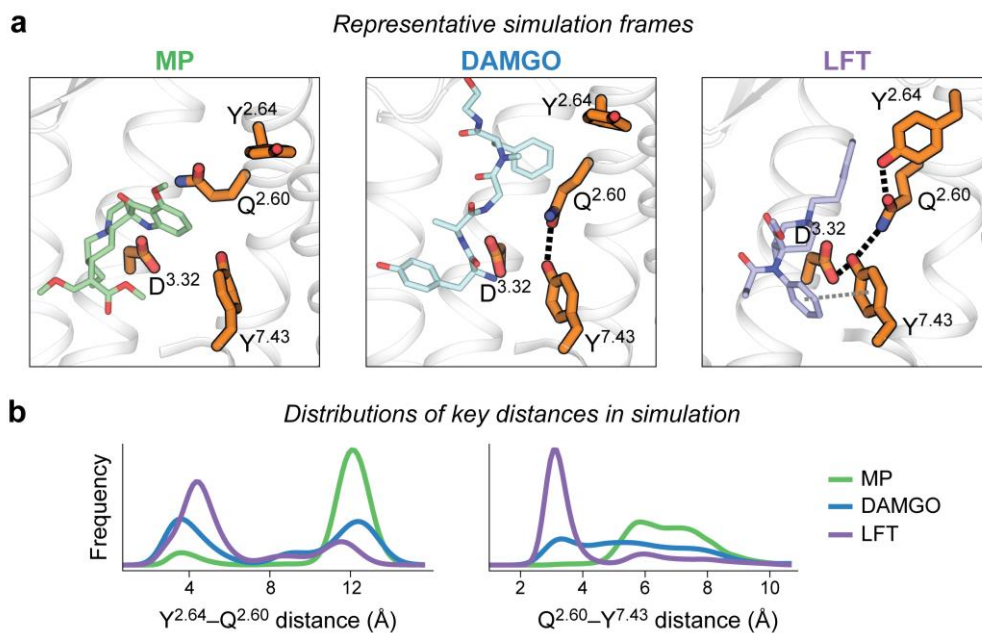 a
Representative simulation frames
MP
DAMGO
LFT
Y2.64
Q2.60
D3.32
Y7.43
Y2.64
Q2.60
D3.32
Y7.43
Y2.64
Q2.60
D3.32
Y7.43
b
Distributions of key distances in simulation
Frequency
4 8 12
Y2.64–Q2.60 distance (Å)
2 4 6 8 10
Q2.60–Y7.43 distance (Å)
MP
DAMGO
LFT